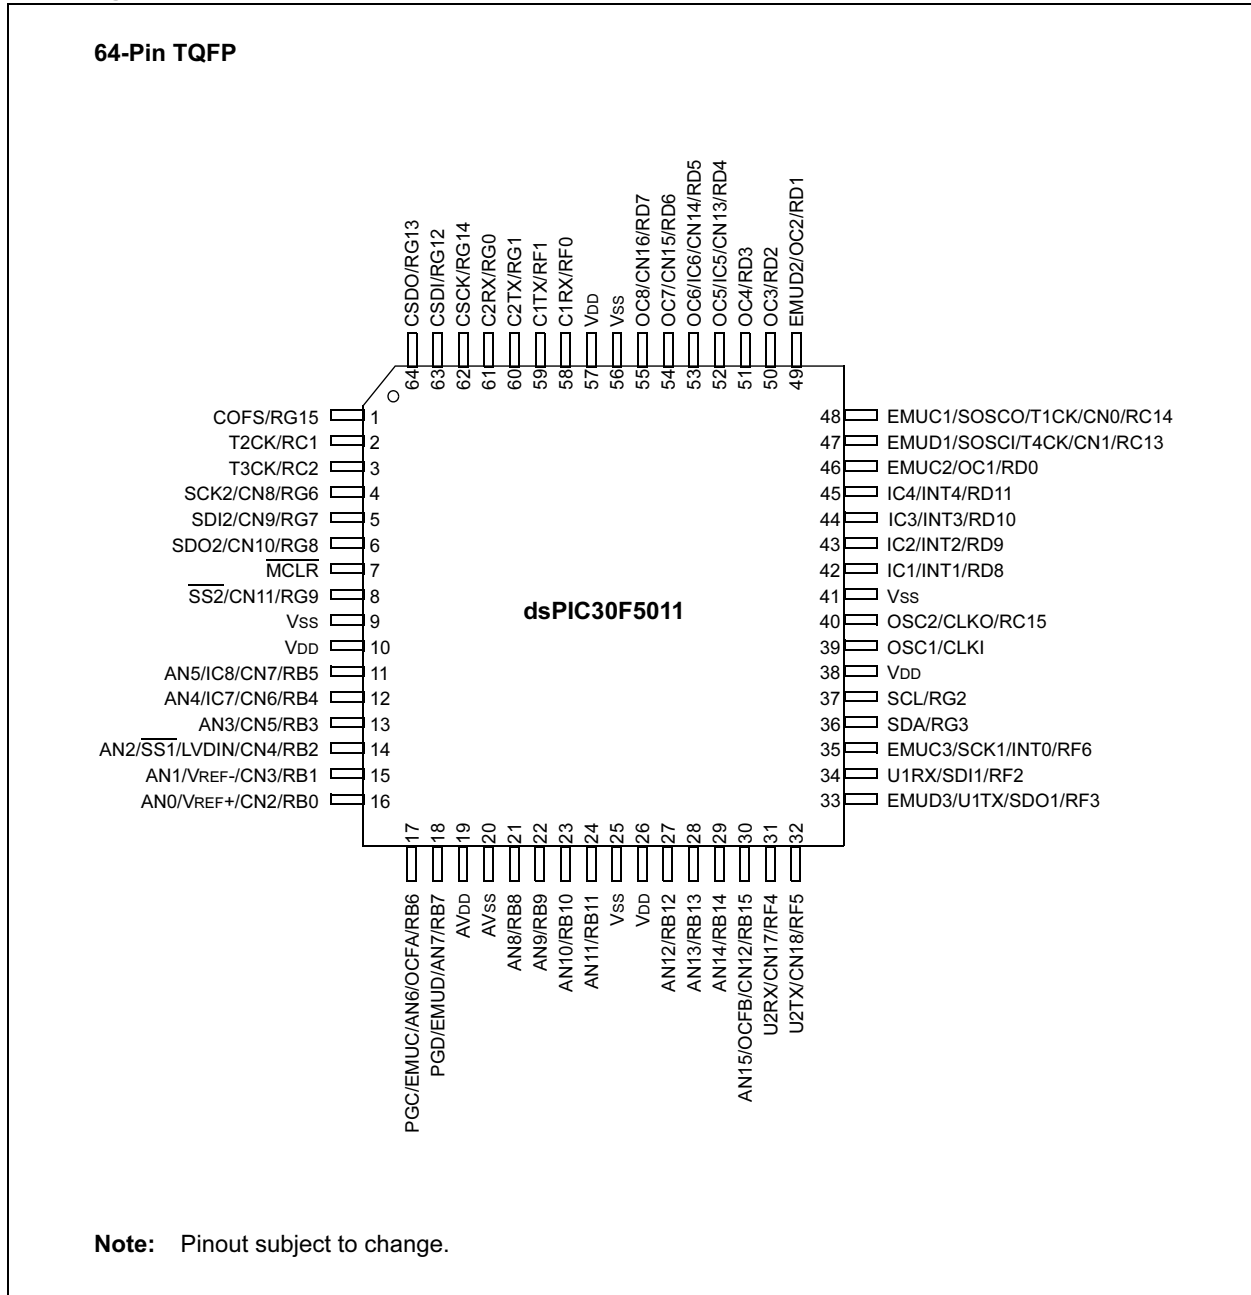 64-Pin TQFP
CSDO/RG13
CSDI/RG12
CSCK/RG14
C2RX/RG0
C2TX/RG1
C1TX/RF1
C1RX/RF0
VDD
VSS
OC8/CN16/RD7
OC7/CN15/RD6
OC6/IC6/CN14/RD5
OC5/IC5/CN13/RD4
OC4/RD3
OC3/RD2
EMUD2/OC2/RD1
64
63
62
61
60
59
58
57
56
55
54
53
52
51
50
49
COFS/RG15 1
T2CK/RC1 2
T3CK/RC2 3
SCK2/CN8/RG6 4
SDI2/CN9/RG7 5
SDO2/CN10/RG8 6
MCLR 7
SS2/CN11/RG9 8
VSS 9
VDD 10
AN5/IC8/CN7/RB5 11
AN4/IC7/CN6/RB4 12
AN3/CN5/RB3 13
AN2/SS1/LVDIN/CN4/RB2 14
AN1/VREF-/CN3/RB1 15
AN0/VREF+/CN2/RB0 16
dsPIC30F5011
48 EMUC1/SOSCO/T1CK/CN0/RC14
47 EMUD1/SOSCI/T4CK/CN1/RC13
46 EMUC2/OC1/RD0
45 IC4/INT4/RD11
44 IC3/INT3/RD10
43 IC2/INT2/RD9
42 IC1/INT1/RD8
41 VSS
40 OSC2/CLKO/RC15
39 OSC1/CLKI
38 VDD
37 SCL/RG2
36 SDA/RG3
35 EMUC3/SCK1/INT0/RF6
34 U1RX/SDI1/RF2
33 EMUD3/U1TX/SDO1/RF3
17
18
19
20
21
22
23
24
25
26
27
28
29
30
31
32
PGC/EMUC/AN6/OCFA/RB6
PGD/EMUD/AN7/RB7
AVDD
AVSS
AN8/RB8
AN9/RB9
AN10/RB10
AN11/RB11
VSS
VDD
AN12/RB12
AN13/RB13
AN14/RB14
AN15/OCFB/CN12/RB15
U2RX/CN17/RF4
U2TX/CN18/RF5
Note: Pinout subject to change.